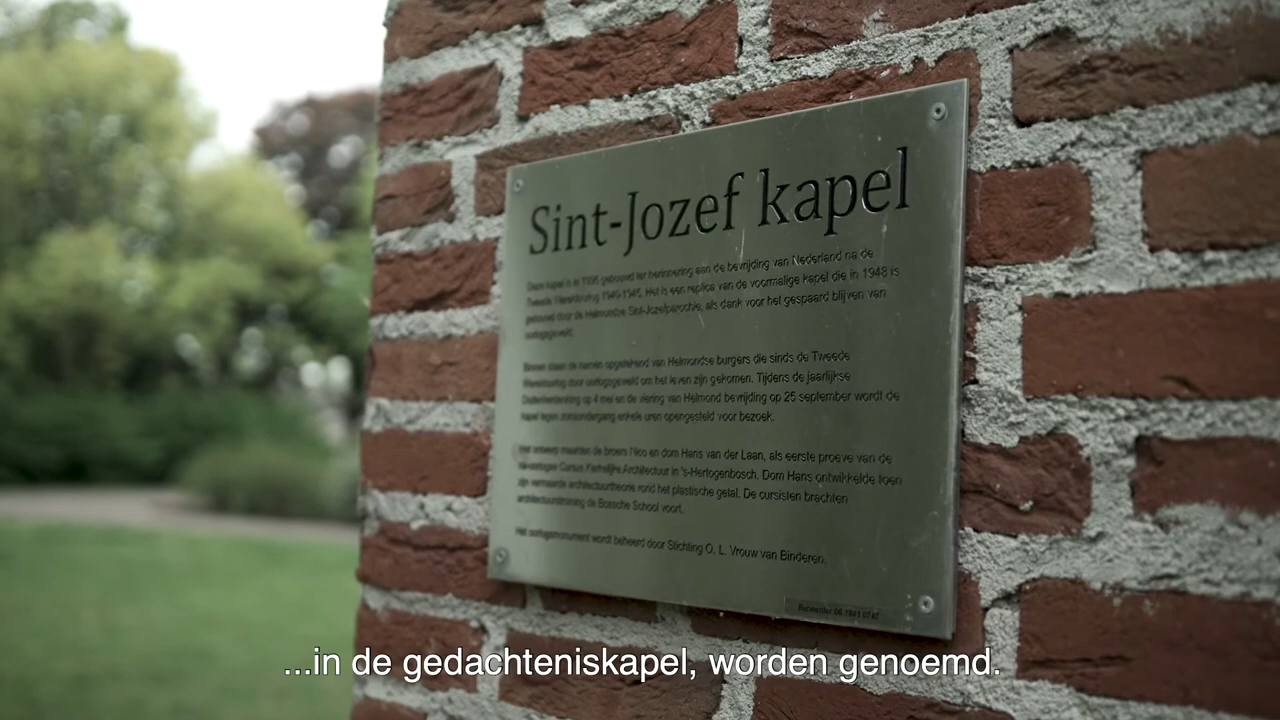 Sint-Jozef kapel
Deze kapel is in 1995 gebouwd ter herinnering aan de bevrijding van Nederland na de
Tweede Wereldoorlog 1940-1945. Het is een replica van de voormalige kapel die in 1948 is
gebouwd door de Helmondse Sint-Jozefparochie, als dank voor het gespaard blijven van
oorlogsgeweld.
Binnen staan de namen opgetekend van Helmondse burgers die sinds de Tweede
Wereldoorlog door oorlogsgeweld om het leven zijn gekomen. Tijdens de jaarlijkse
Dodenherdenking op 4 mei en de viering van Helmond bevrijding op 25 september wordt de
kapel tegen zonsondergang enkele uren opengesteld voor bezoek.
Het ontwerp maakten de broers Nico en dom Hans van der Laan, als eerste proeve van de
Cursus Kerkelijke Architectuur in 's-Hertogenbosch. Dom Hans ontwikkelde toen
zijn vermaarde architectuurtheorie rond het plastische getal. De cursisten brachten
architectuurstroming de Bossche School voort.
Het oorlogsmonument wordt beheerd door Stichting O. L. Vrouw van Binderen.
...in de gedachteniskapel, worden genoemd.